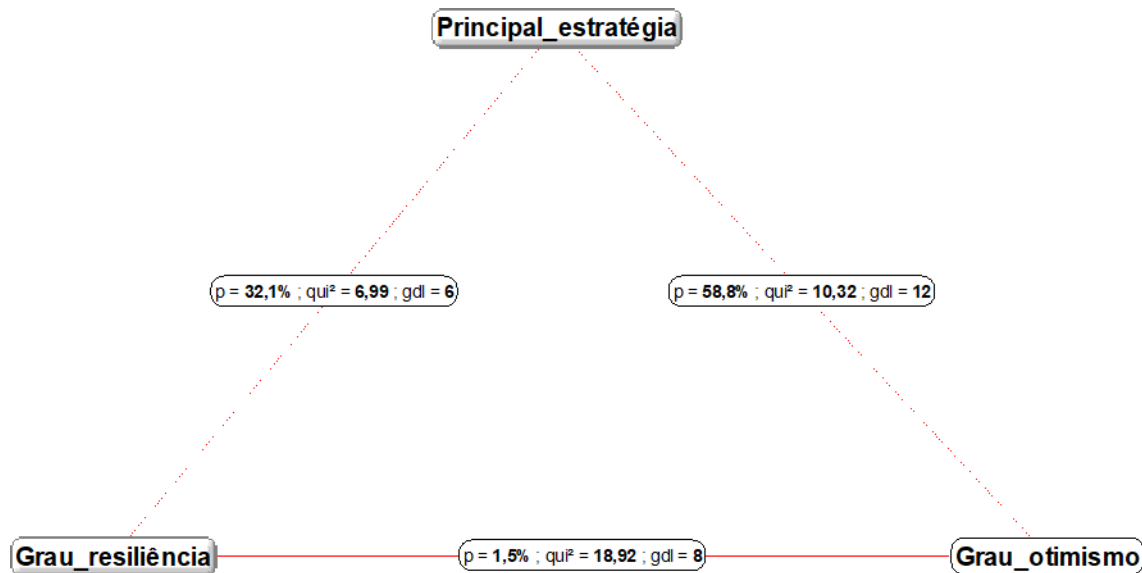 Principal_estratégia
p = 32,1% ; qui² = 6,99 ; gdl = 6
p = 58,8% ; qui² = 10,32 ; gdl = 12
Grau_resiliência
p = 1,5% ; qui² = 18,92 ; gdl = 8
Grau_otimismo